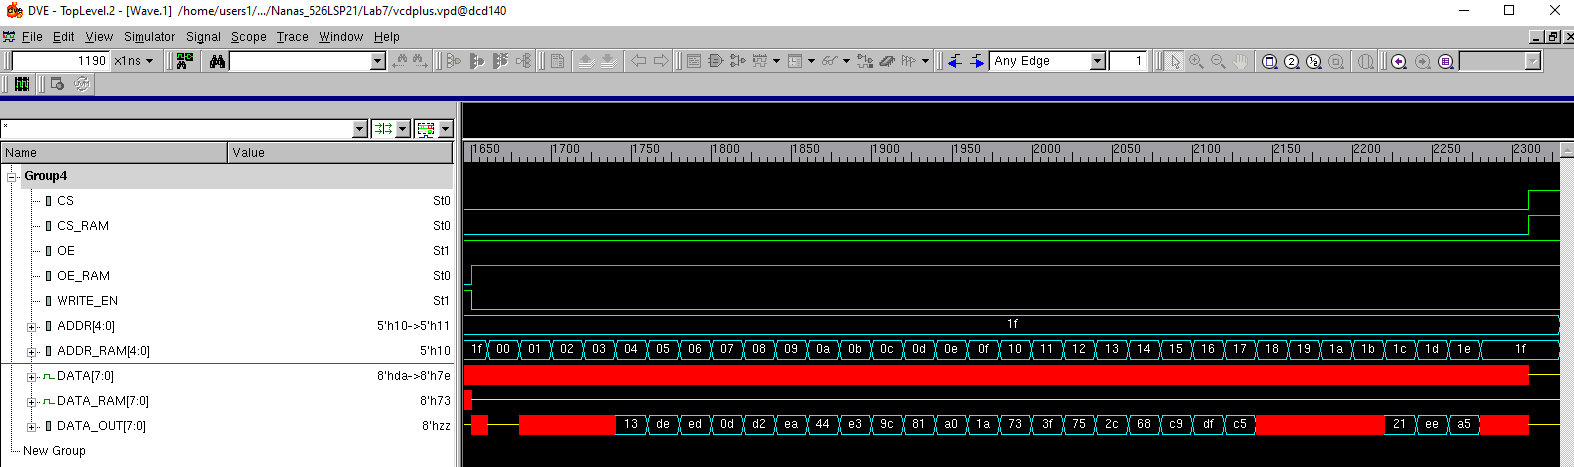 DVE - TopLevel.2 - [Wave.1] /home/users1/.../Nanas_526LSP21/Lab7/vcdplus.vpd@dcd140
File Edit View Simulator Signal Scope Trace Window Help
1190 x1ns Any Edge 1
*
Name Value
1650 1700 1750 1800 1850 1900 1950 2000 2050 2100 2150 2200 2250 2300
Group4
CS St0
CS_RAM St0
OE St1
OE_RAM St0
WRITE_EN St1
ADDR[4:0] 5'h10->5'h11 1f
ADDR_RAM[4:0] 5'h10 1f 00 01 02 03 04 05 06 07 08 09 0a 0b 0c 0d 0e 0f 10 11 12 13 14 15 16 17 18 19 1a 1b 1c 1d 1e 1f
DATA[7:0] 8'hda->8'h7e
DATA_RAM[7:0] 8'h73
DATA_OUT[7:0] 8'hzz 13 de ed 0d d2 ea 44 e3 9c 81 a0 1a 73 3f 75 2c 68 c9 df c5 21 ee a5
New Group